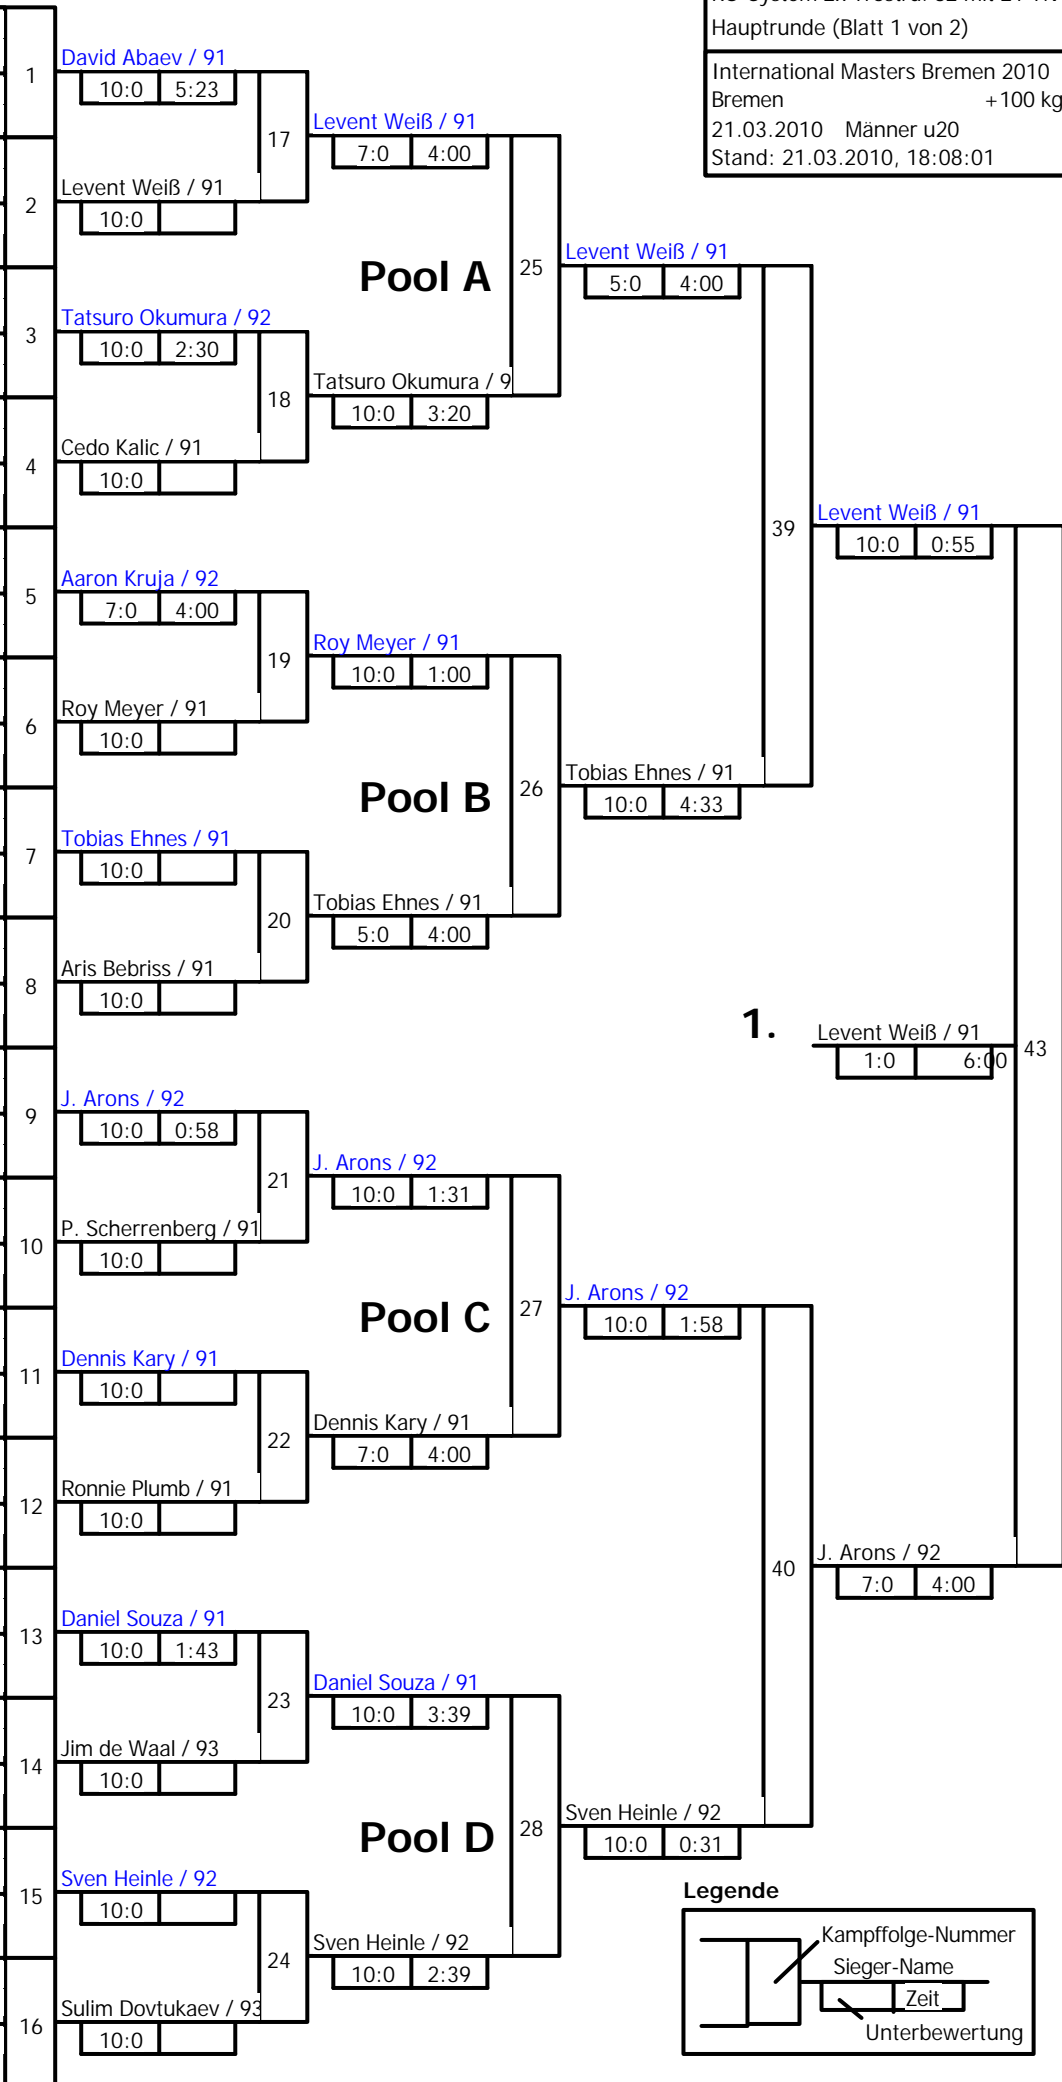 Hauptrunde (Blatt 1 von 2)
International Masters Bremen 2010
Bremen +100 kg
21.03.2010 Männer u20
Stand: 21.03.2010, 18:08:01
1
David Abaev / 91
10:0 5:23
17
Levent Weiß / 91
7:0 4:00
2
Levent Weiß / 91
10:0
Pool A
25
Levent Weiß / 91
5:0 4:00
3
Tatsuro Okumura / 92
10:0 2:30
18
Tatsuro Okumura / 9
10:0 3:20
4
Cedo Kalic / 91
10:0
39
Levent Weiß / 91
10:0 0:55
5
Aaron Kruja / 92
7:0 4:00
19
Roy Meyer / 91
10:0 1:00
6
Roy Meyer / 91
10:0
Pool B
26
Tobias Ehnes / 91
10:0 4:33
7
Tobias Ehnes / 91
10:0
20
Tobias Ehnes / 91
5:0 4:00
8
Aris Bebriss / 91
10:0
1.
Levent Weiß / 91
1:0 6:00
43
9
J. Arons / 92
10:0 0:58
21
J. Arons / 92
10:0 1:31
10
P. Scherrenberg / 91
10:0
Pool C
27
J. Arons / 92
10:0 1:58
11
Dennis Kary / 91
10:0
22
Dennis Kary / 91
7:0 4:00
12
Ronnie Plumb / 91
10:0
40
J. Arons / 92
7:0 4:00
13
Daniel Souza / 91
10:0 1:43
23
Daniel Souza / 91
10:0 3:39
14
Jim de Waal / 93
10:0
Pool D
28
Sven Heinle / 92
10:0 0:31
15
Sven Heinle / 92
10:0
24
Sven Heinle / 92
10:0 2:39
16
Sulim Dovtukaev / 93
10:0
Legende
Kampffolge-Nummer
Sieger-Name
Zeit
Unterbewertung